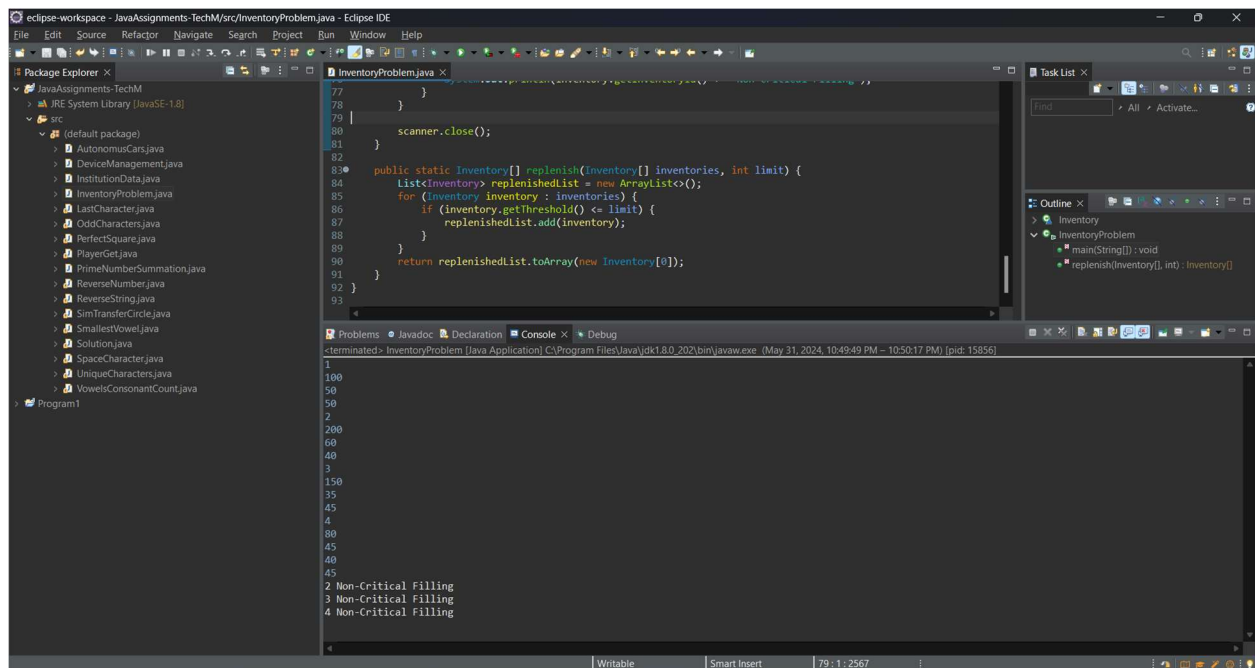 eclipse-workspace - JavaAssignments-TechM/src/InventoryProblem.java - Eclipse IDE
File Edit Source Refactor Navigate Search Project Run Window Help
Package Explorer
JavaAssignments-TechM
JRE System Library [JavaSE-1.8]
src
(default package)
AutonomusCars.java
DeviceManagement.java
InstitutionData.java
InventoryProblem.java
LastCharacter.java
OddCharacters.java
PerfectSquare.java
PlayerGet.java
PrimeNumberSummation.java
ReverseNumber.java
ReverseString.java
SimTransferCircle.java
SmallestVowel.java
Solution.java
SpaceCharacter.java
UniqueCharacters.java
VowelsConsonantCount.java
Program1
InventoryProblem.java
77 }
78 }
79
80 scanner.close();
81 }
82
83 public static Inventory[] replenish(Inventory[] inventories, int limit) {
84 List<Inventory> replenishedList = new ArrayList<>();
85 for (Inventory inventory : inventories) {
86 if (inventory.getThreshold() <= limit) {
87 replenishedList.add(inventory);
88 }
89 }
90 return replenishedList.toArray(new Inventory[0]);
91 }
92 }
93
Task List
Find All Activate...
Outline
Inventory
InventoryProblem
main(String[]) : void
replenish(Inventory[], int) : Inventory[]
Problems Javadoc Declaration Console Debug
<terminated> InventoryProblem [Java Application] C:\Program Files\Java\jdk1.8.0_202\bin\javaw.exe (May 31, 2024, 10:49:49 PM – 10:50:17 PM) [pid: 15856]
1
100
50
50
2
200
60
40
3
150
35
45
4
80
45
40
45
2 Non-Critical Filling
3 Non-Critical Filling
4 Non-Critical Filling
Writable Smart Insert 79 : 1 : 2567